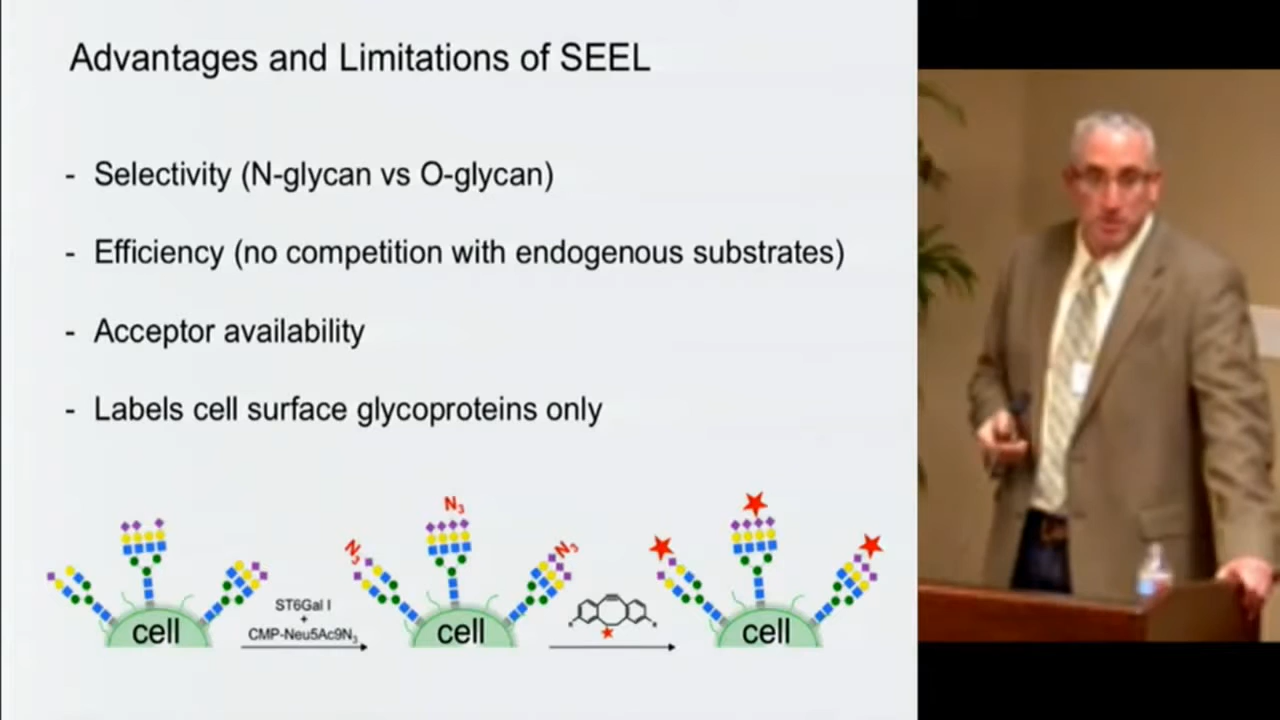 Advantages and Limitations of SEEL
- Selectivity (N-glycan vs O-glycan)
- Efficiency (no competition with endogenous substrates)
- Acceptor availability
- Labels cell surface glycoproteins only
N3
N3
N3
ST6Gal I
+
CMP-Neu5Ac9N3
R
R
cell
cell
cell